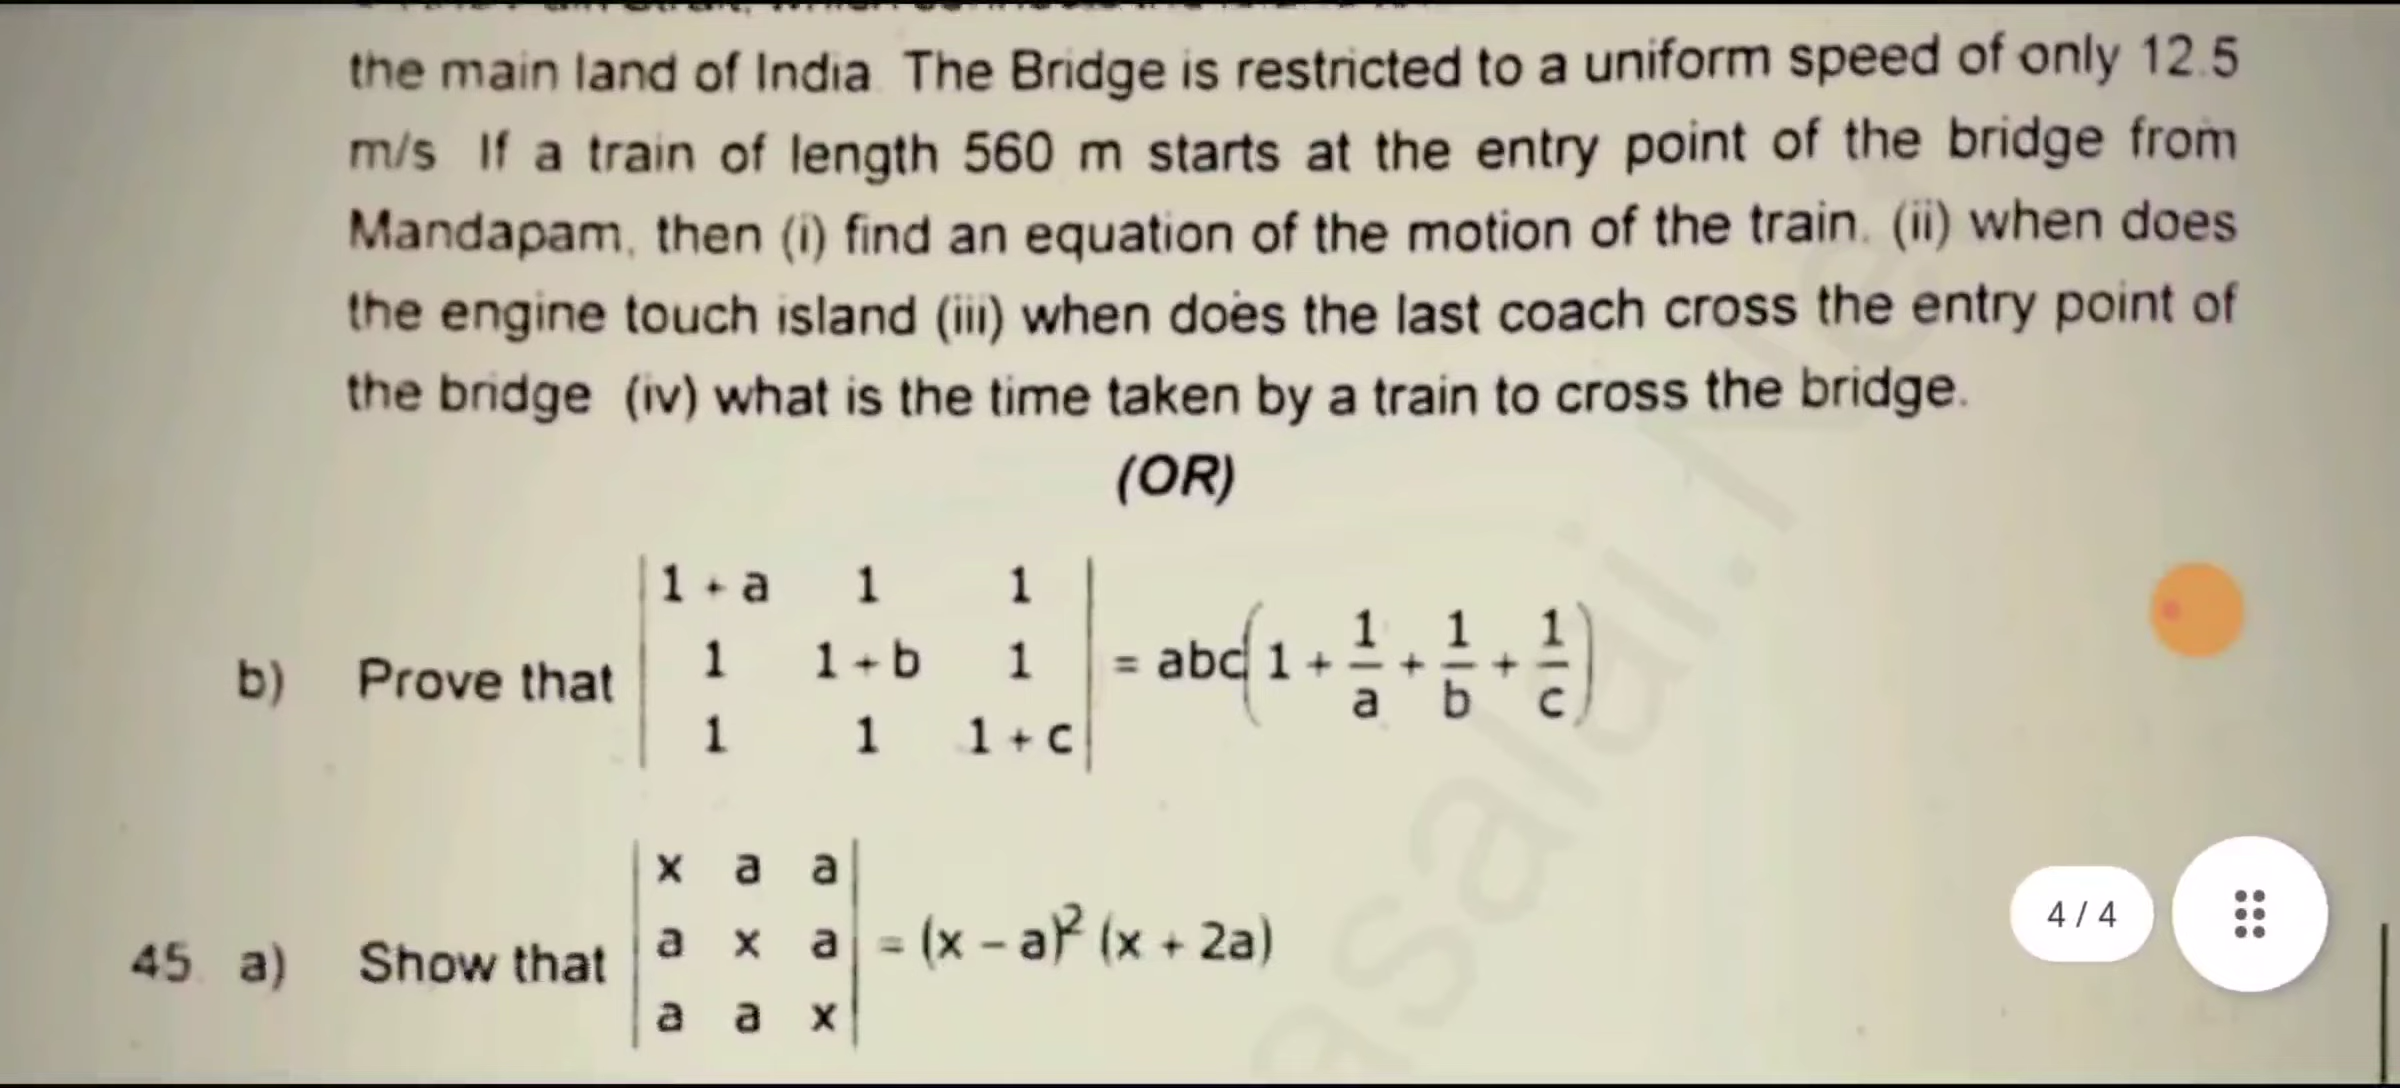 the main land of India The Bridge is restricted to a uniform speed of only 12.5
m/s If a train of length 560 m starts at the entry point of the bridge from
Mandapam, then (i) find an equation of the motion of the train. (ii) when does
the engine touch island (iii) when does the last coach cross the entry point of
the bridge (iv) what is the time taken by a train to cross the bridge.
(OR)
b) Prove that | 1 + a 1 1 | = abc( 1 + 1/a + 1/b + 1/c )
| 1 1 + b 1 |
| 1 1 1 + c |
45. a) Show that | x a a | = (x – a)² (x + 2a)
| a x a |
| a a x |
4 / 4